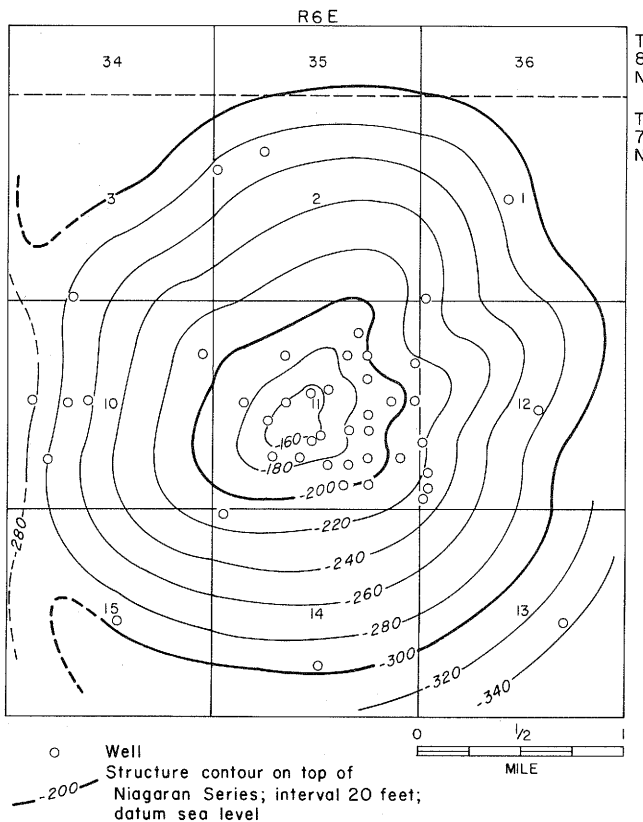 R6E
34 35 36
T
8
N
T
7
N
3 2 1
10 11 12
-160
-180
-200
-220
-240
-260
-280
-280
15 14 13
-300
-320
-340
0 1/2 1
MILE
Well
-200 Structure contour on top of
Niagaran Series; interval 20 feet;
datum sea level